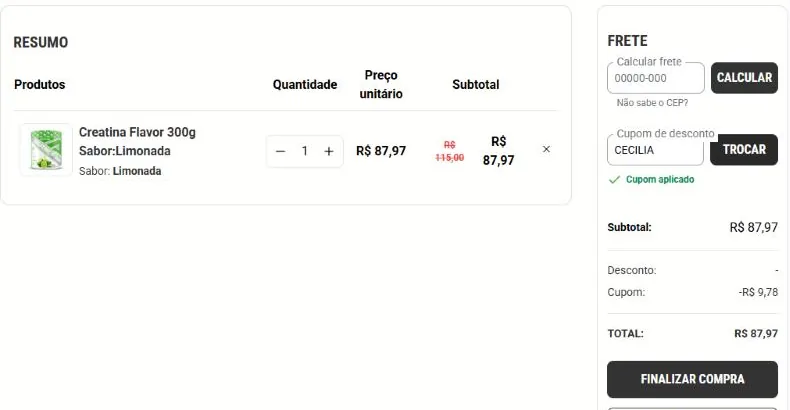 RESUMO
Produtos
Quantidade
Preço
unitário
Subtotal
Creatina Flavor 300g
Sabor:Limonada
Sabor: Limonada
− 1 +
R$ 87,97
R$
115,00
R$
87,97
×
FRETE
Calcular frete
00000-000
CALCULAR
Não sabe o CEP?
Cupom de desconto
CECILIA
TROCAR
Cupom aplicado
Subtotal: R$ 87,97
Desconto: -
Cupom: -R$ 9,78
TOTAL: R$ 87,97
FINALIZAR COMPRA